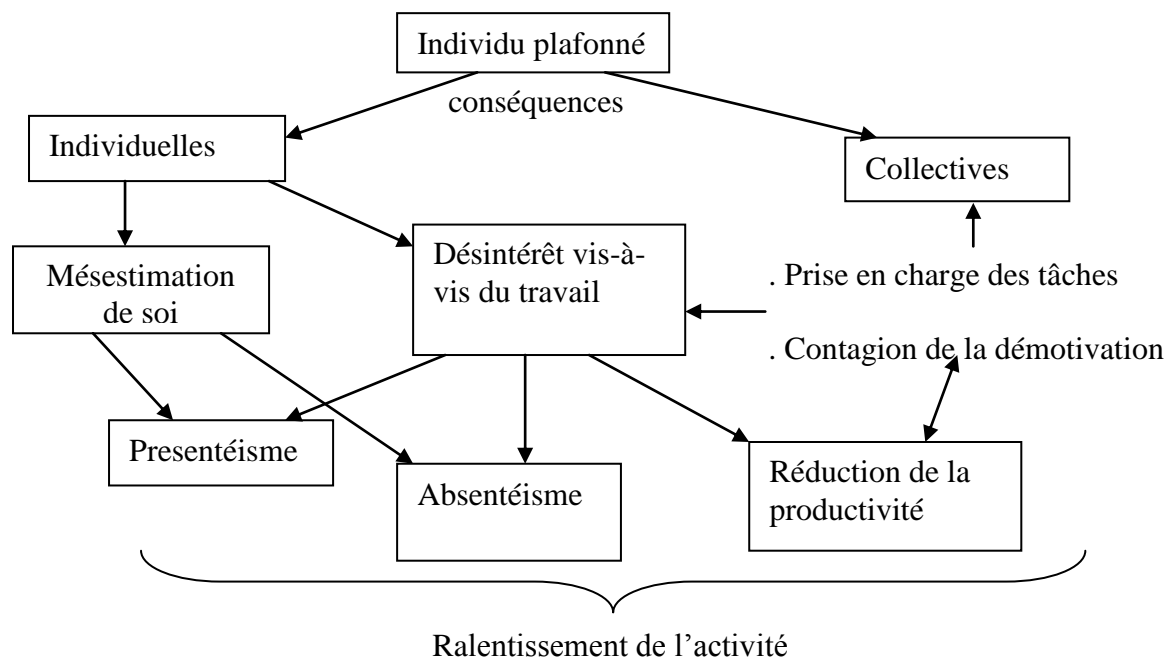 Individu plafonné
conséquences
Individuelles
Collectives
Mésestimation
de soi
Désintérêt vis-à-
vis du travail
. Prise en charge des tâches
. Contagion de la démotivation
Presentéisme
Absentéisme
Réduction de la
productivité
Ralentissement de l’activité